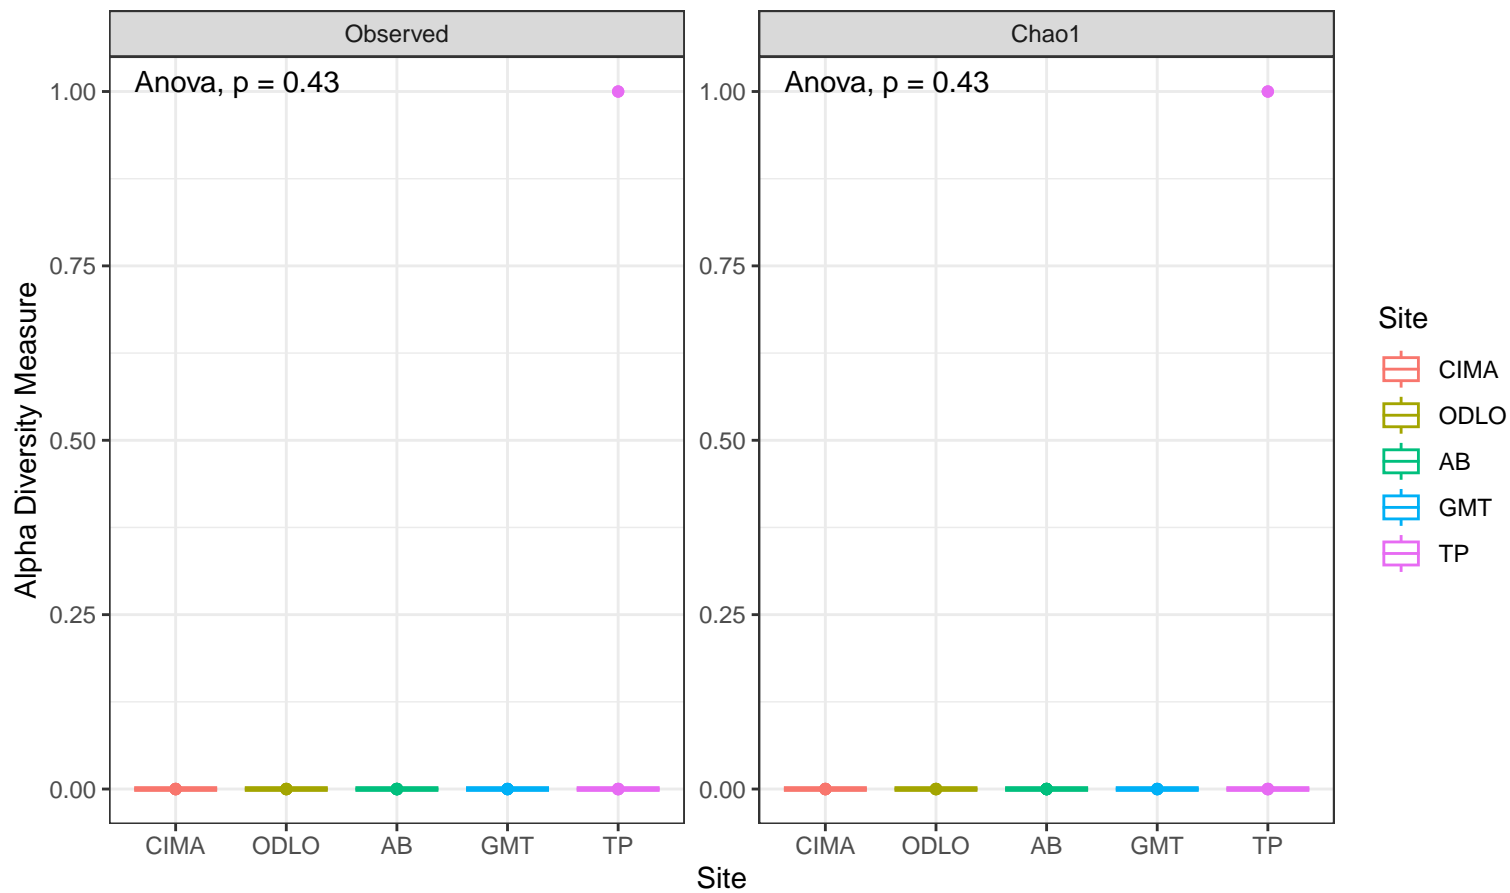 Observed
Chao1
Anova, p = 0.43
Anova, p = 0.43
Alpha Diversity Measure
1.00
0.75
0.50
0.25
0.00
1.00
0.75
0.50
0.25
0.00
CIMA ODLO AB GMT TP
CIMA ODLO AB GMT TP
Site
Site
CIMA
ODLO
AB
GMT
TP